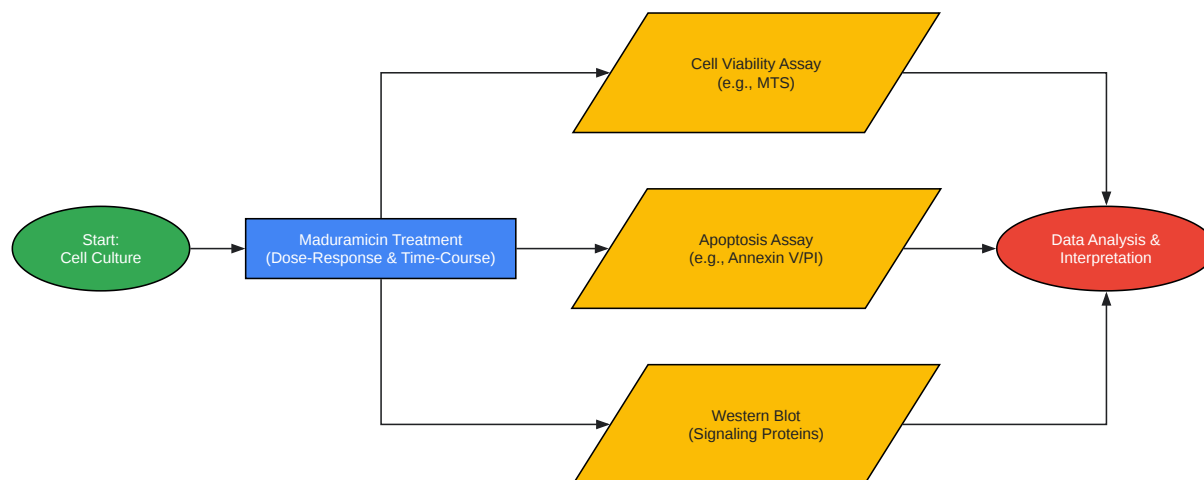 Start:
Cell Culture
Maduramicin Treatment
(Dose-Response & Time-Course)
Cell Viability Assay
(e.g., MTS)
Apoptosis Assay
(e.g., Annexin V/PI)
Western Blot
(Signaling Proteins)
Data Analysis &
Interpretation